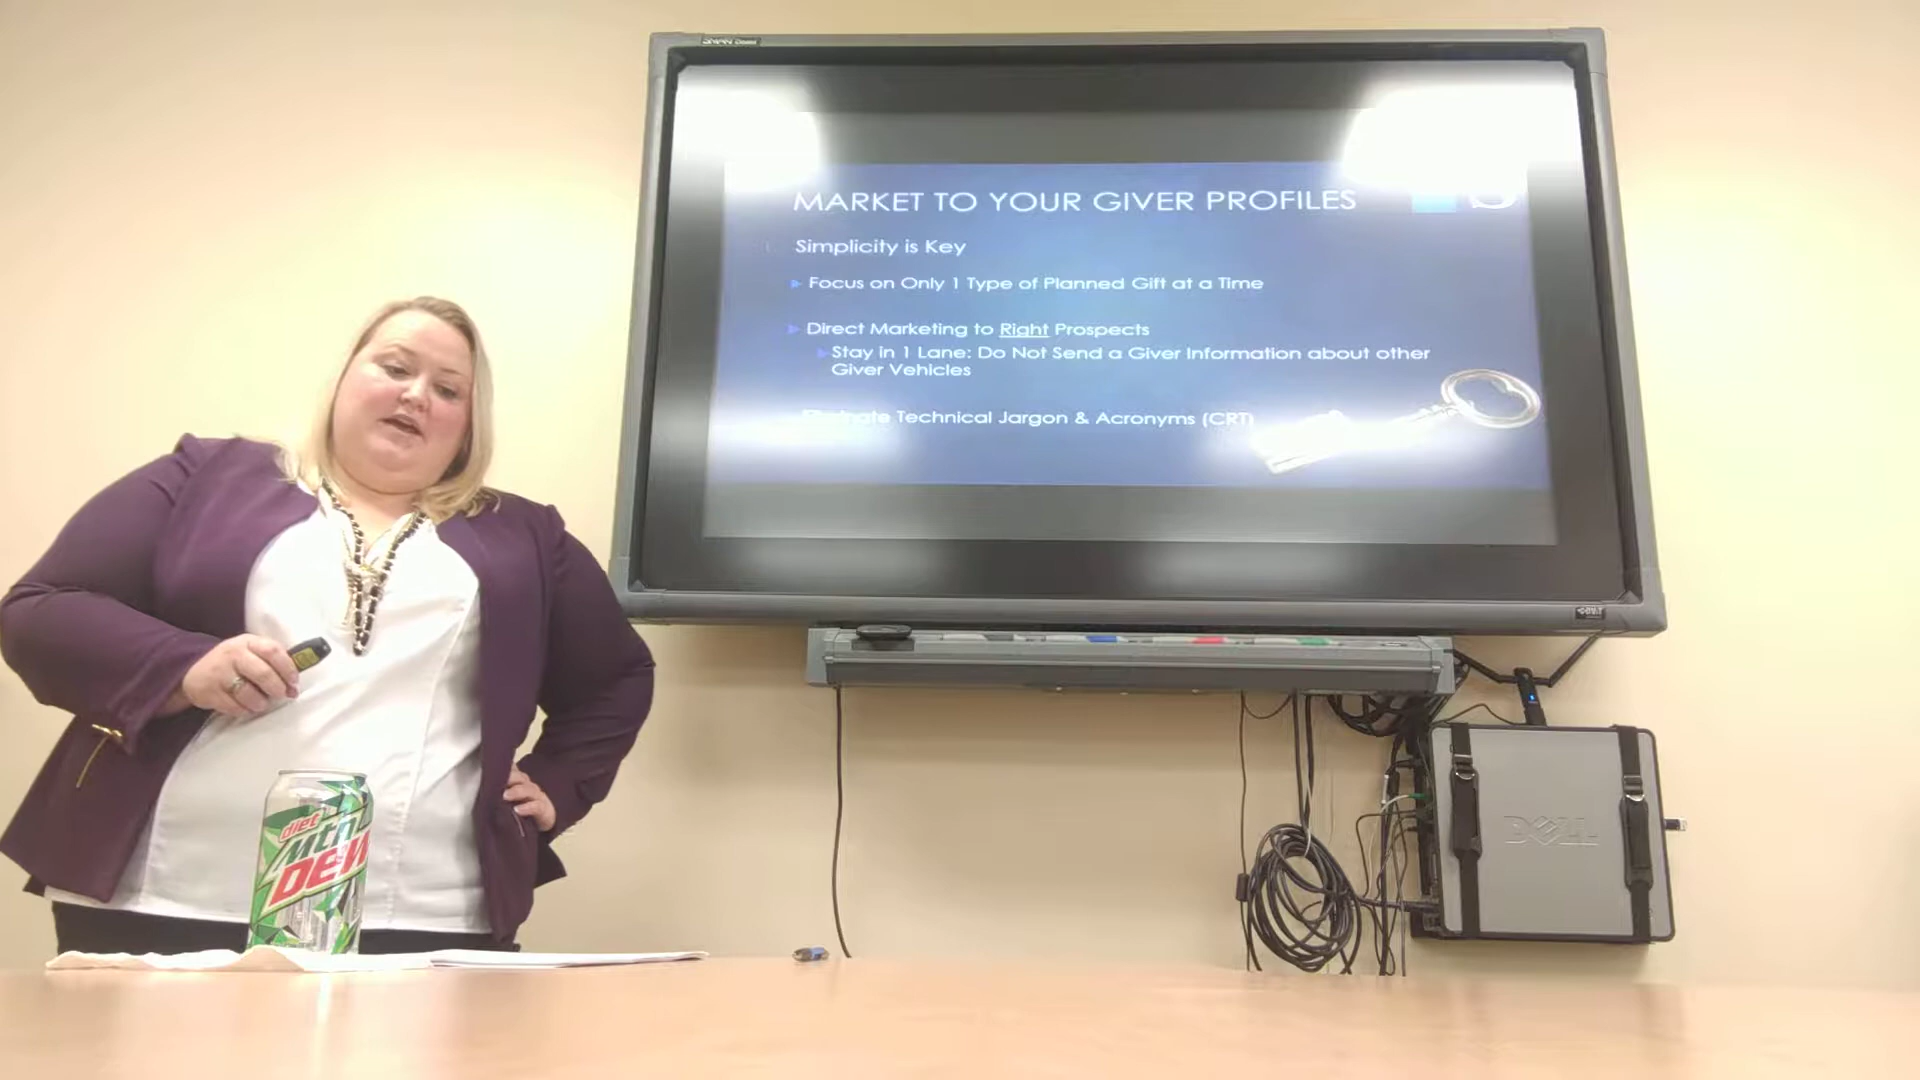 SMART Board
MARKET TO YOUR GIVER PROFILES
Simplicity is Key
Focus on Only 1 Type of Planned Gift at a Time
Direct Marketing to Right Prospects
Stay in 1 Lane: Do Not Send a Giver Information about other
Giver Vehicles
Technical Jargon & Acronyms (CRT)
diet
Mtn
DEW
DELL